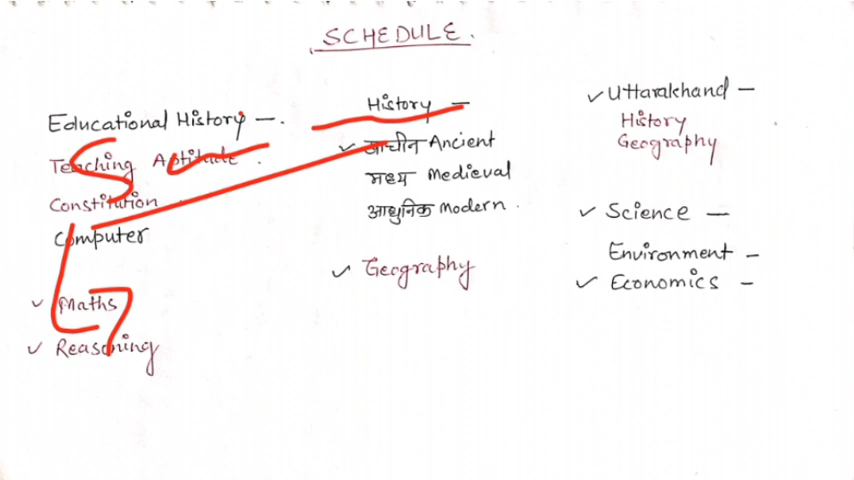 SCHEDULE.
Educational History -.
Teaching Aptitude.
Constitution
Computer
✓ Maths
✓ Reasoning
History -
✓ प्राचीन Ancient
मध्य Medieval
आधुनिक Modern.
✓ Geography
✓ Uttarakhand -
History
Geography
✓ Science -
Environment -
✓ Economics -